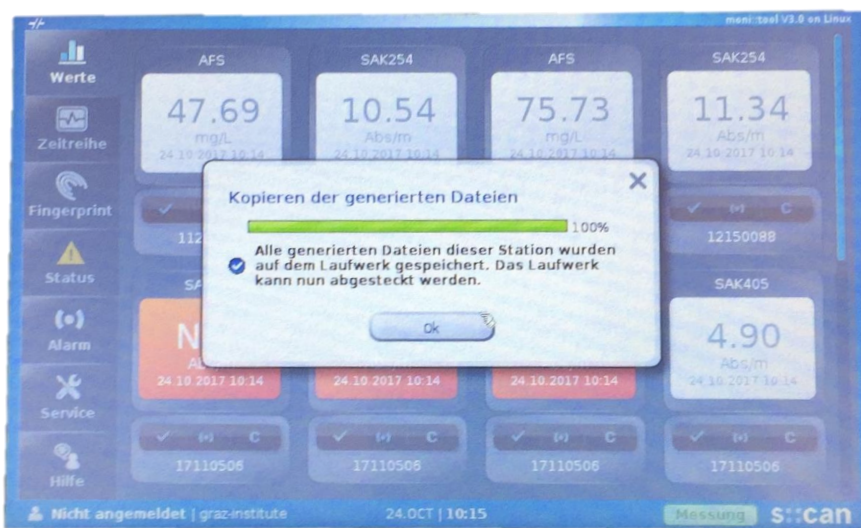 moni::tool V3.0 on Linux
Werte
AFS
SAK254
AFS
SAK254
47.69
10.54
75.73
11.34
mg/L
Abs/m
mg/L
Abs/m
24.10.2017 10:14
24.10.2017 10:14
24.10.2017 10:14
24.10.2017 10:14
Zeitreihe
Fingerprint
C
12150088
Kopieren der generierten Dateien
100%
Alle generierten Dateien dieser Station wurden
auf dem Laufwerk gespeichert. Das Laufwerk
kann nun abgesteckt werden.
Ok
Status
SAK405
Alarm
4.90
Abs/m
24.10.2017 10:14
24.10.2017 10:14
24.10.2017 10:14
24.10.2017 10:14
Service
C
C
C
C
17110506
17110506
17110506
17110506
Hilfe
Nicht angemeldet | graz-institute
24.OCT | 10:15
Messung
s::can